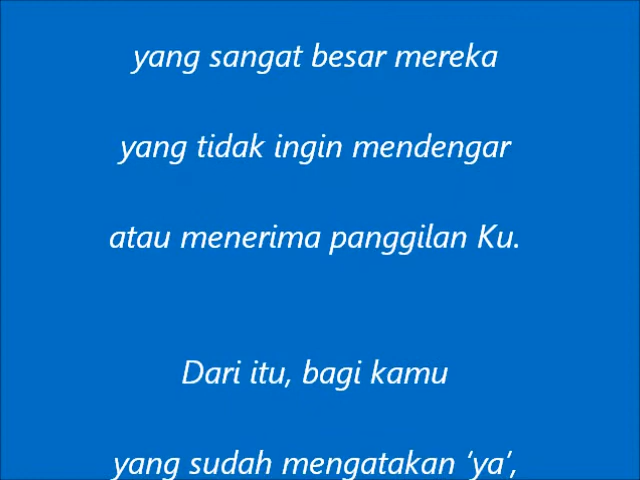 yang sangat besar mereka
yang tidak ingin mendengar
atau menerima panggilan Ku.
Dari itu, bagi kamu
yang sudah mengatakan ‘ya’,